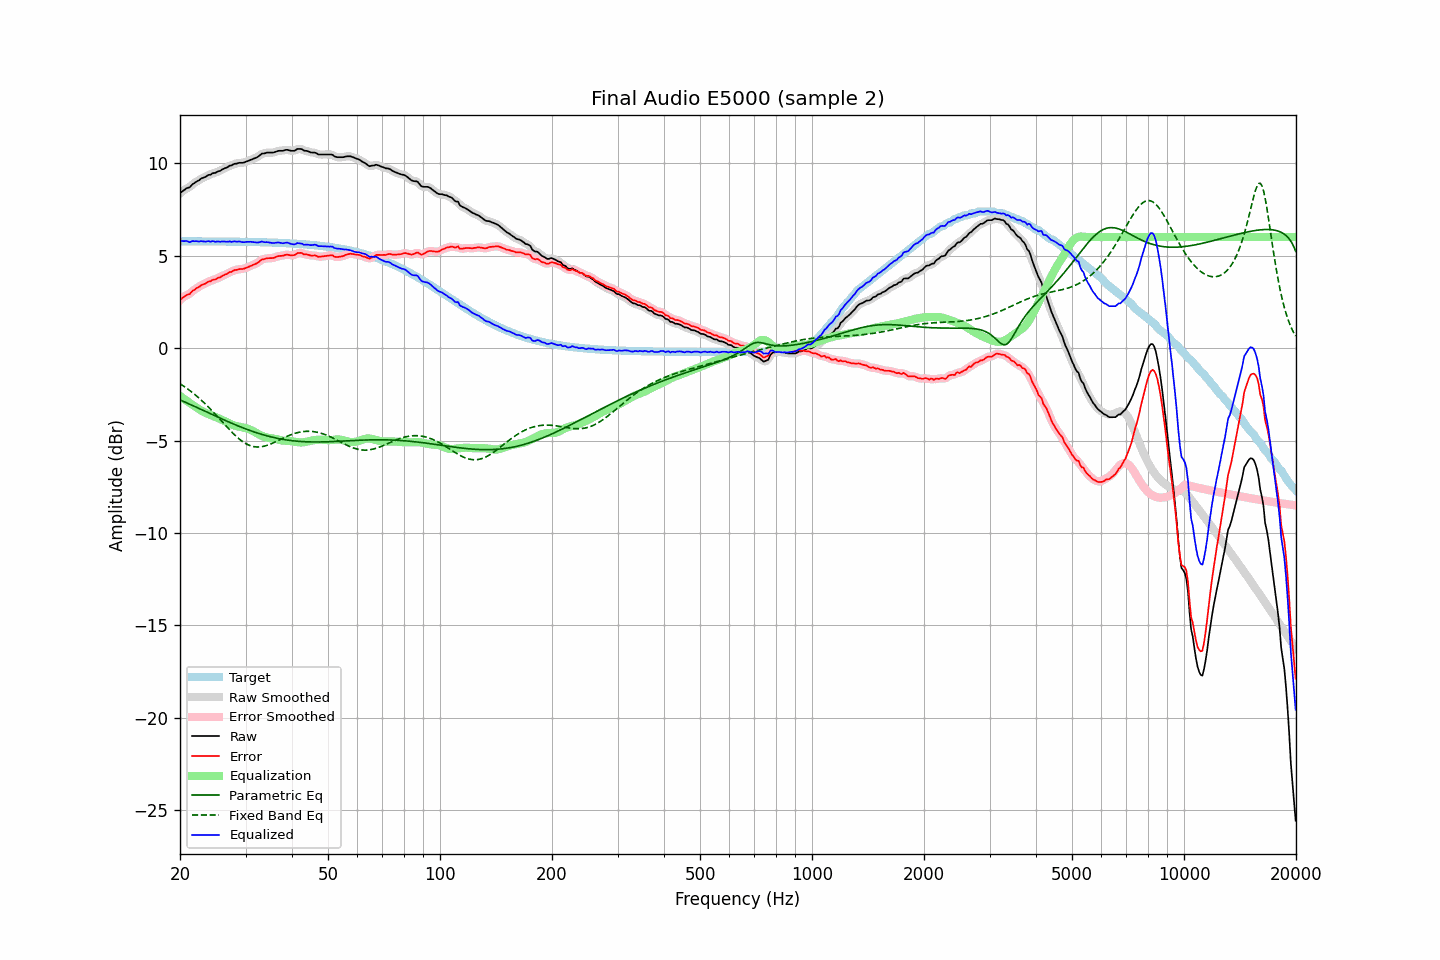 Final Audio E5000 (sample 2)
10
5
0
−5
−10
−15
−20
−25
Amplitude (dBr)
Target
Raw Smoothed
Error Smoothed
Raw
Error
Equalization
Parametric Eq
Fixed Band Eq
Equalized
20 50 100 200 500 1000 2000 5000 10000 20000
Frequency (Hz)